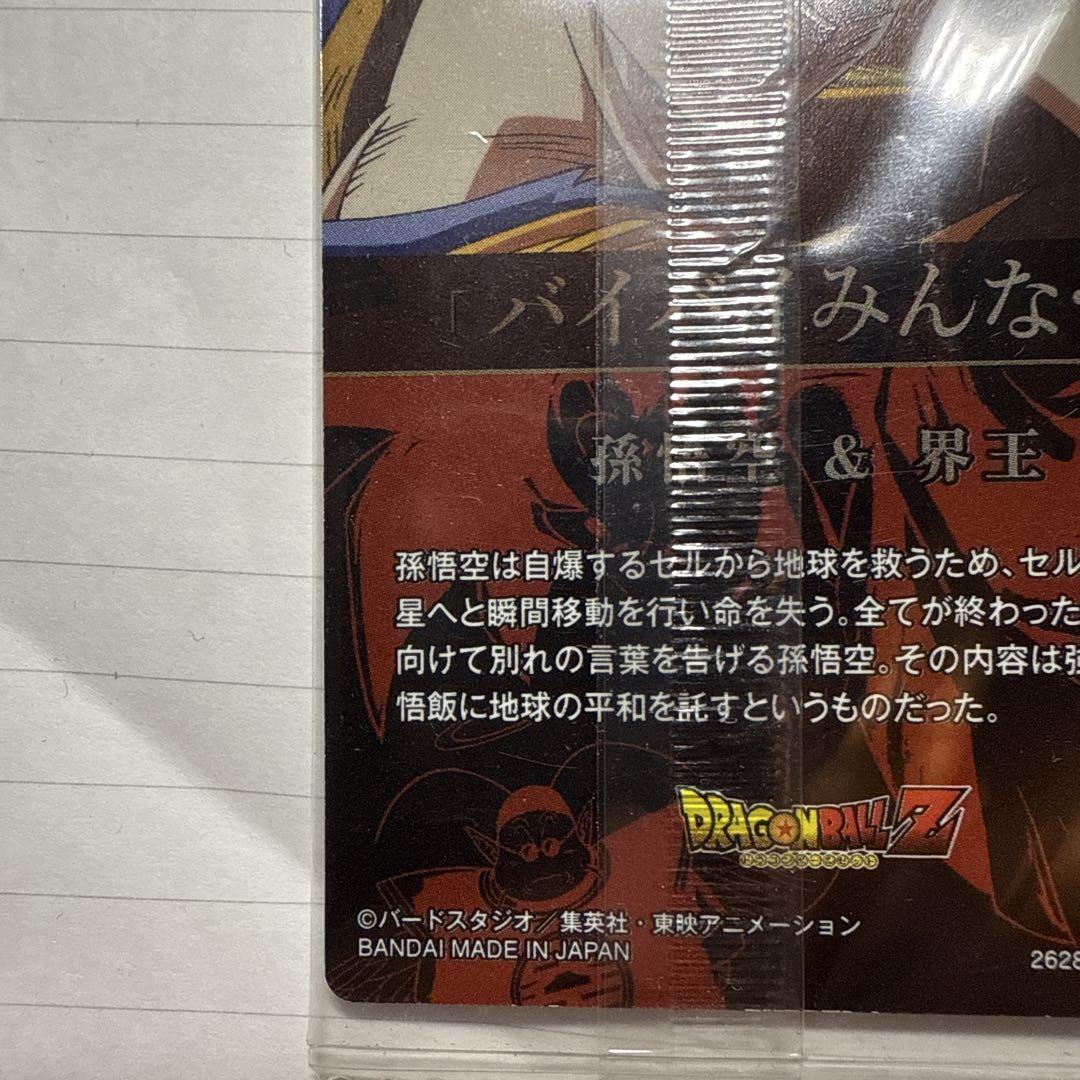 「バイバイみんな
孫悟空 & 界王
孫悟空は自爆するセルから地球を救うため、セル
星へと瞬間移動を行い命を失う。全てが終わった
向けて別れの言葉を告げる孫悟空。その内容は強
悟飯に地球の平和を託すというものだった。
DRAGON BALL Z
©バードスタジオ／集英社・東映アニメーション
BANDAI MADE IN JAPAN
2628